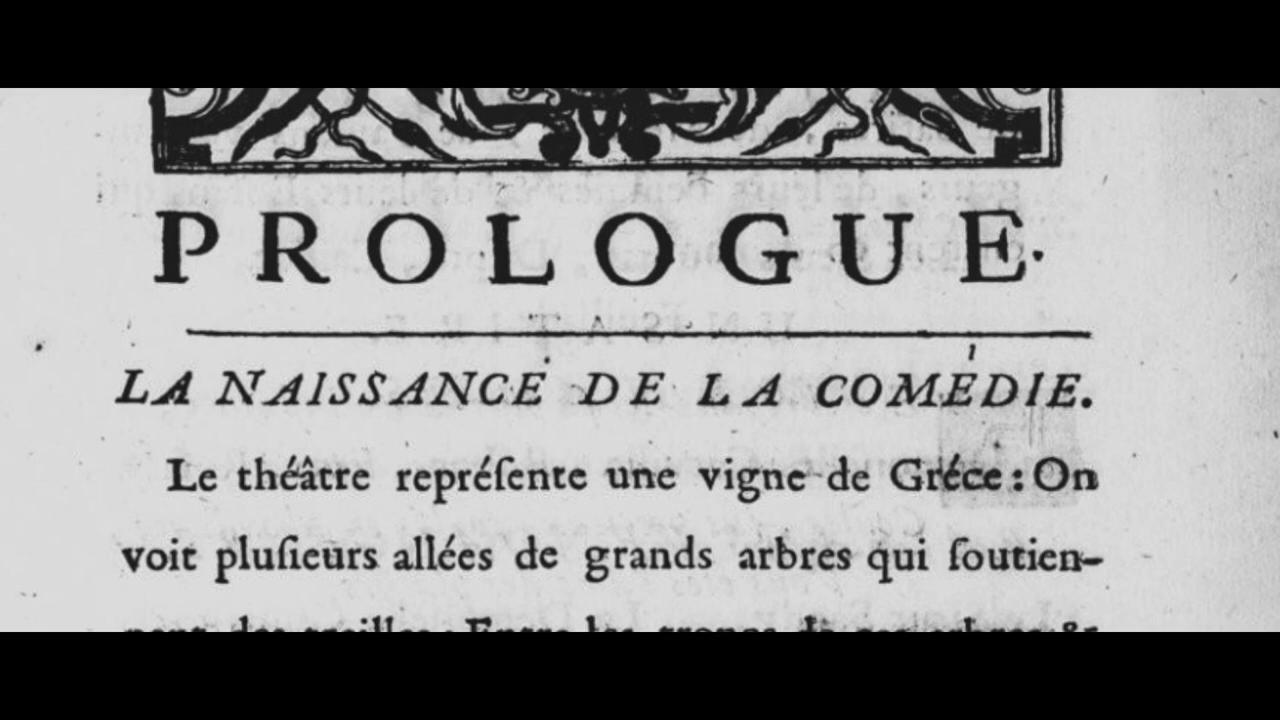 PROLOGUE.
LA NAISSANCE DE LA COMÉDIE.
Le théâtre repréſente une vigne de Gréce : On
voit pluſieurs allées de grands arbres qui ſoutien-